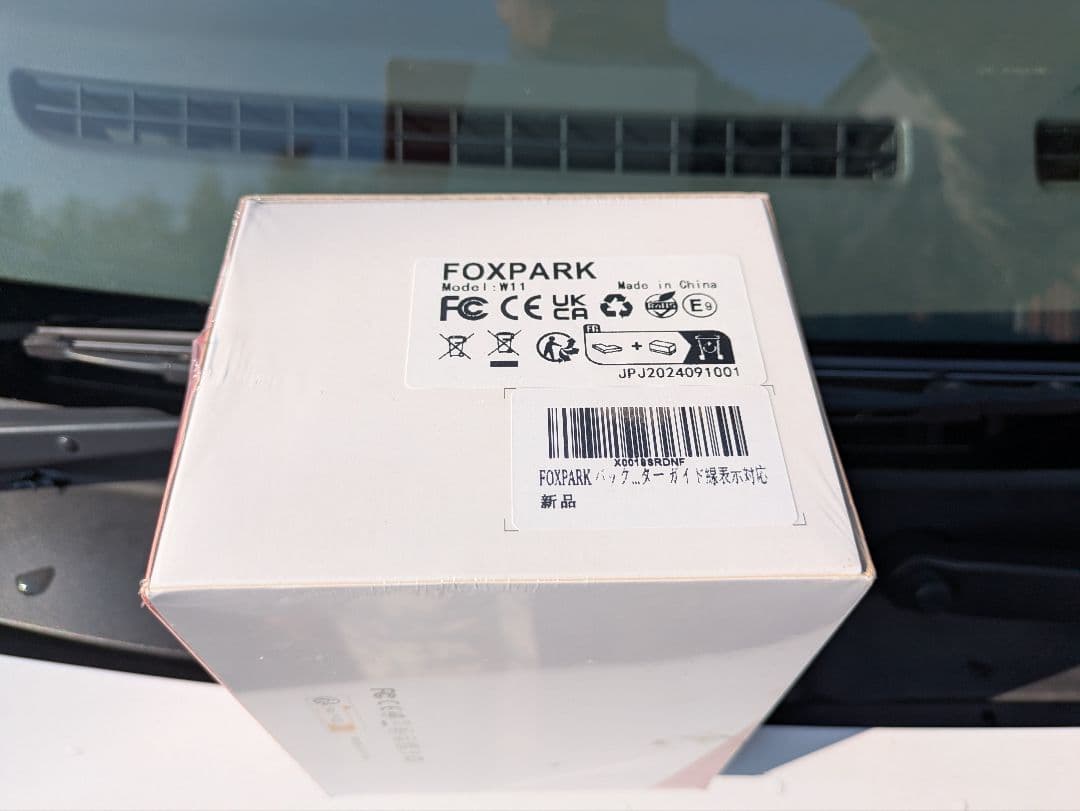 FOXPARK
Model:W11 Made in China
FC CE UK CA RoHS E9
FR
JPJ2024091001
FOXPARK バック...ター ガイド線表示対応
新品